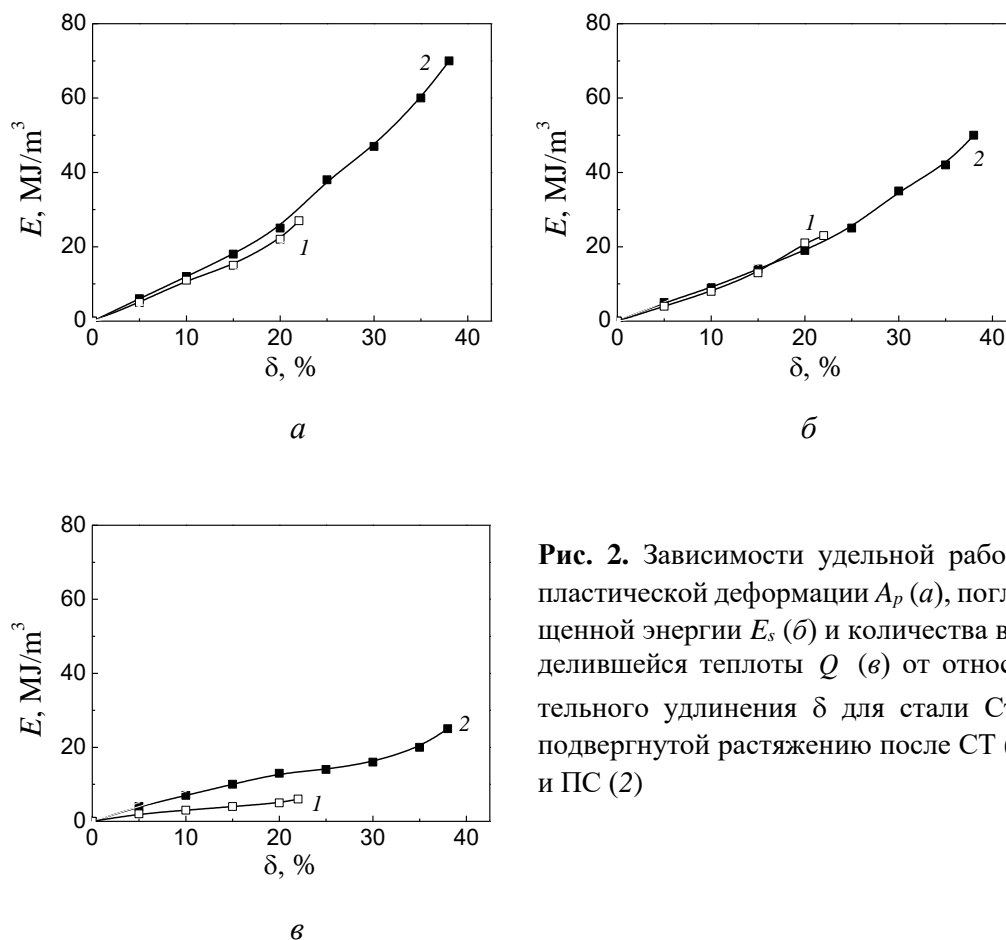 80
60
40
20
0
0 10 20 30 40
E, MJ/m³
δ, %
2
1
а
80
60
40
20
0
0 10 20 30 40
E, MJ/m³
δ, %
1
2
б
80
60
40
20
0
0 10 20 30 40
E, MJ/m³
δ, %
2
1
в
Рис. 2. Зависимости удельной рабо
пластической деформации Ap (а), погл
щенной энергии Es (б) и количества в
делившейся теплоты Q (в) от относ
тельного удлинения δ для стали Ст
подвергнутой растяжению после СТ (
и ПС (2)